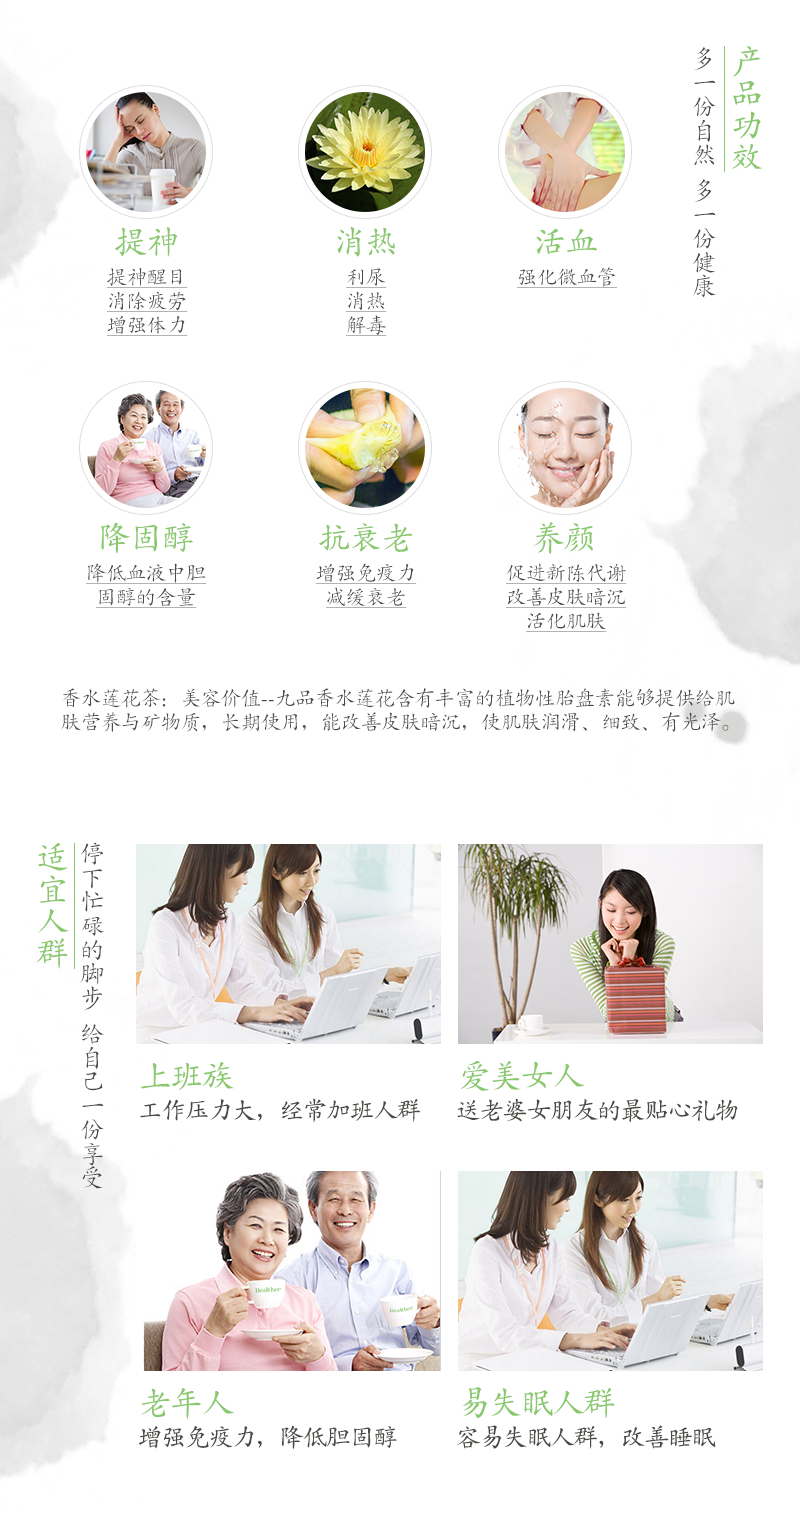 产品功效
多一份自然 多一份健康
提神
提神醒目
消除疲劳
增强体力
消热
利尿
消热
解毒
活血
强化微血管
降固醇
降低血液中胆
固醇的含量
抗衰老
增强免疫力
减缓衰老
养颜
促进新陈代谢
改善皮肤暗沉
活化肌肤
香水莲花茶：美容价值--九品香水莲花含有丰富的植物性胎盘素能够提供给肌
肤营养与矿物质，长期使用，能改善皮肤暗沉，使肌肤润滑、细致、有光泽。
适宜人群
停下忙碌的脚步 给自己一份享受
上班族
工作压力大，经常加班人群
爱美女人
送老婆女朋友的最贴心礼物
老年人
增强免疫力，降低胆固醇
易失眠人群
容易失眠人群，改善睡眠